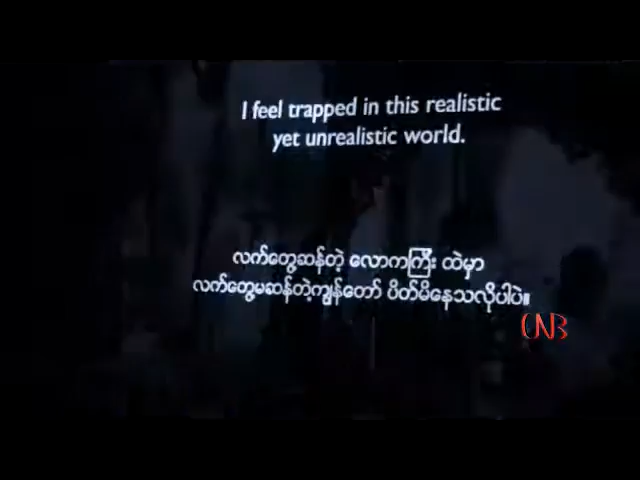 I feel trapped in this realistic
yet unrealistic world.
လက်တွေ့ဆန်တဲ့ လောကကြီး ထဲမှာ
လက်တွေ့မဆန်တဲ့ကျွန်တော် ပိတ်မိနေသလိုပါပဲ။
CNB